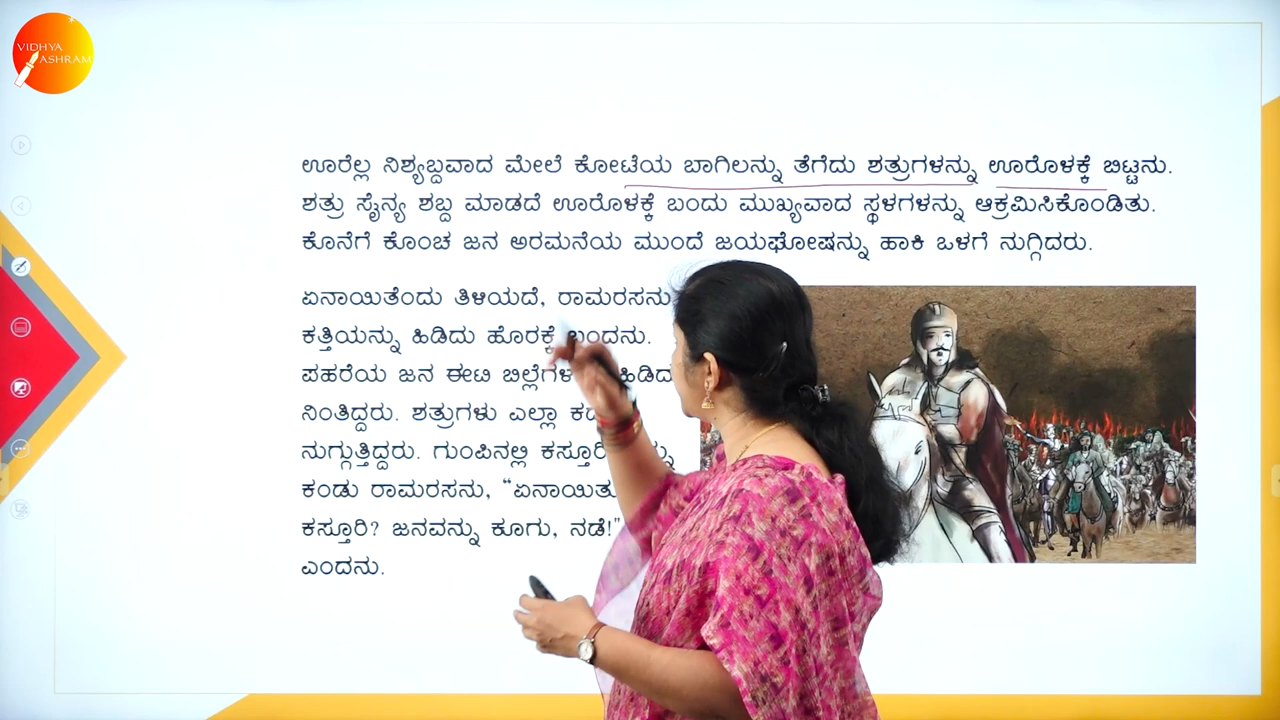 VIDHYA
ASHRAM
ಊರೆಲ್ಲ ನಿಶ್ಯಬ್ದವಾದ ಮೇಲೆ ಕೋಟೆಯ ಬಾಗಿಲನ್ನು ತೆಗೆದು ಶತ್ರುಗಳನ್ನು ಊರೊಳಕ್ಕೆ ಬಿಟ್ಟನು.
ಶತ್ರು ಸೈನ್ಯ ಶಬ್ದ ಮಾಡದೆ ಊರೊಳಕ್ಕೆ ಬಂದು ಮುಖ್ಯವಾದ ಸ್ಥಳಗಳನ್ನು ಆಕ್ರಮಿಸಿಕೊಂಡಿತು.
ಕೊನೆಗೆ ಕೊಂಚ ಜನ ಅರಮನೆಯ ಮುಂದೆ ಜಯಘೋಷನ್ನು ಹಾಕಿ ಒಳಗೆ ನುಗ್ಗಿದರು.
ಏನಾಯಿತೆಂದು ತಿಳಿಯದೆ, ರಾಮರಸನು
ಕತ್ತಿಯನ್ನು ಹಿಡಿದು ಹೊರಕ್ಕೆ ಬಂದನು.
ಪಹರೆಯ ಜನ ಈಟಿ ಬಿಲ್ಲೆಗಳ
ನಿಂತಿದ್ದರು. ಶತ್ರುಗಳು ಎಲ್ಲಾ
ನುಗ್ಗುತ್ತಿದ್ದರು. ಗುಂಪಿನಲ್ಲಿ
ಕಂಡು ರಾಮರಸನು, “ಏನಾಯಿತು
ಕಸ್ತೂರಿ? ಜನವನ್ನು ಕೂಗು, ನಡೆ!"
ಎಂದನು.